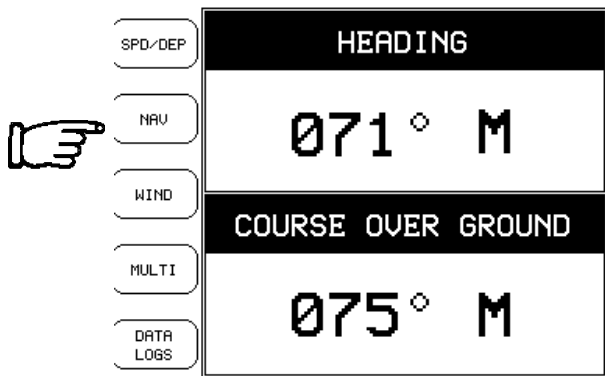 SPD/DEP
NAV
WIND
MULTI
DATA
LOGS
HEADING
071° M
COURSE OVER GROUND
075° M